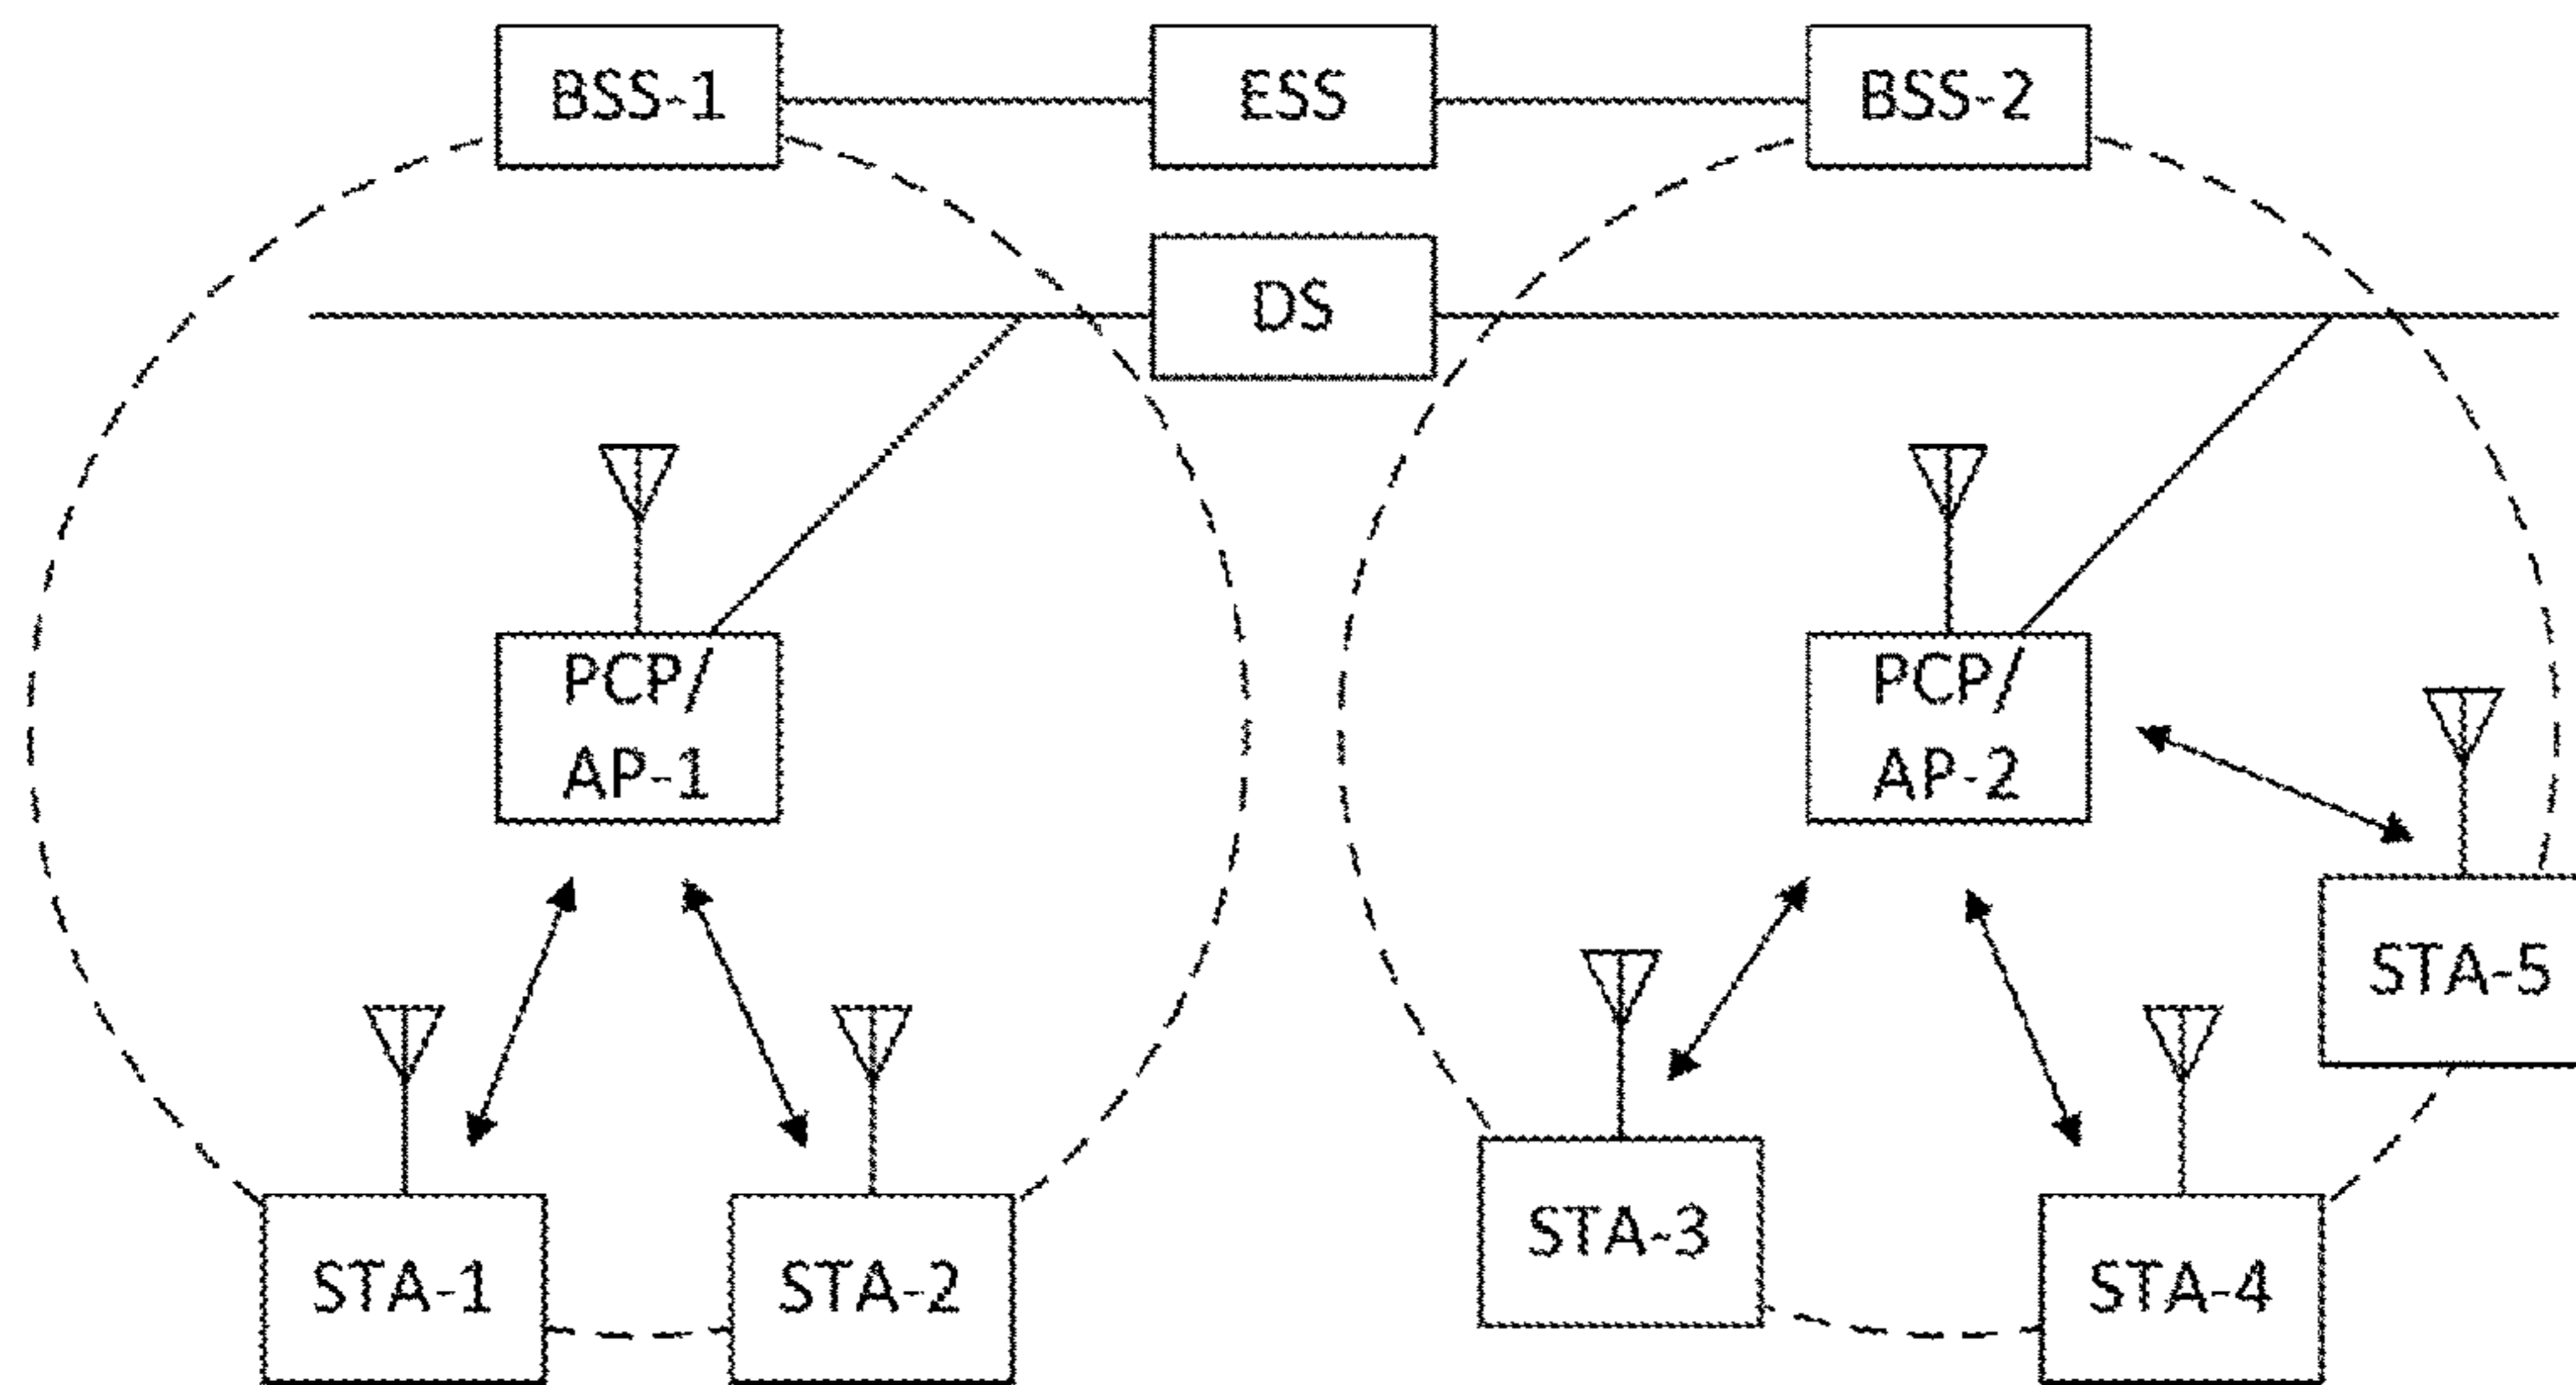 BSS-1
ESS
BSS-2
DS
PCP/
AP-1
PCP/
AP-2
STA-5
STA-3
STA-1
STA-2
STA-4